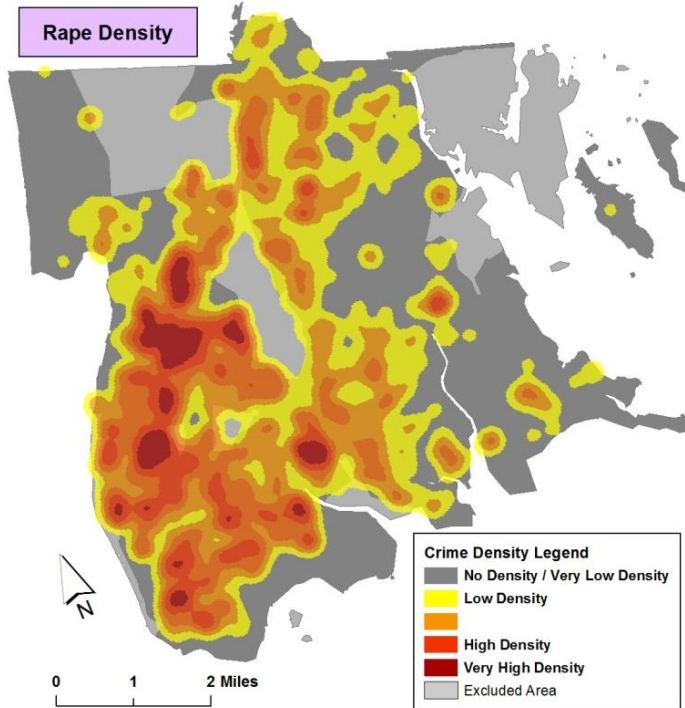 Rape Density
N
0 1 2 Miles
Crime Density Legend
No Density / Very Low Density
Low Density
High Density
Very High Density
Excluded Area